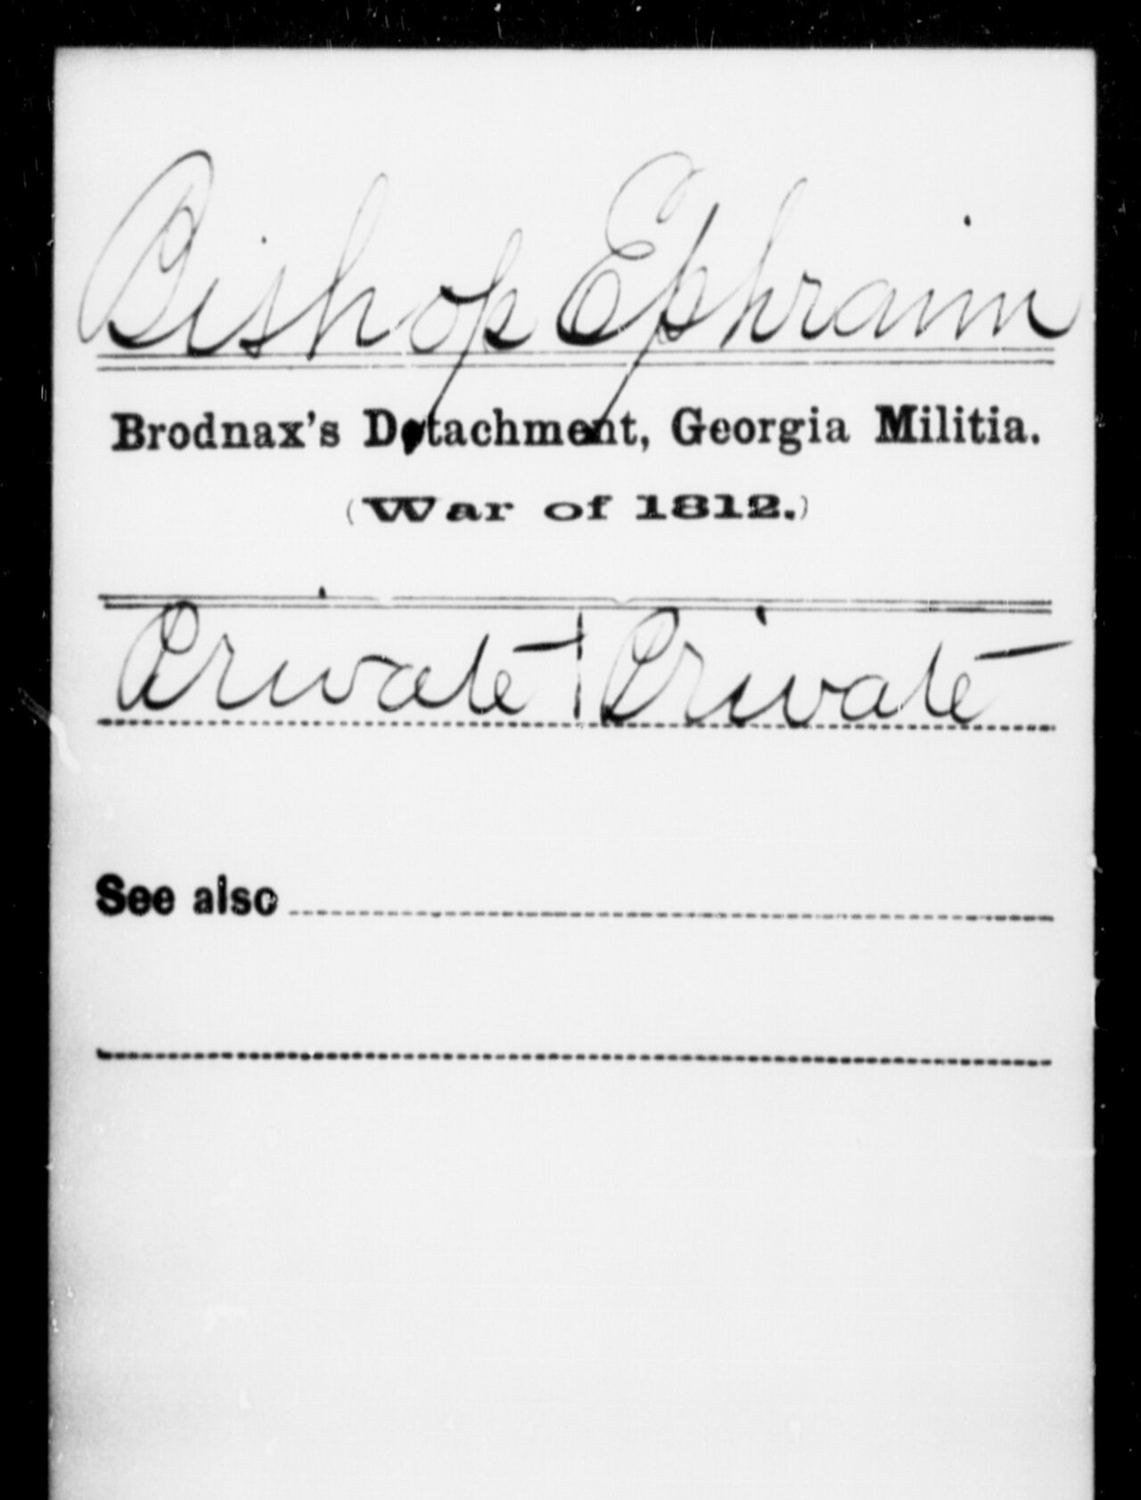 Bishop Ephraim
Brodnax's Detachment, Georgia Militia.
(War of 1812.)
Private | Private
See also